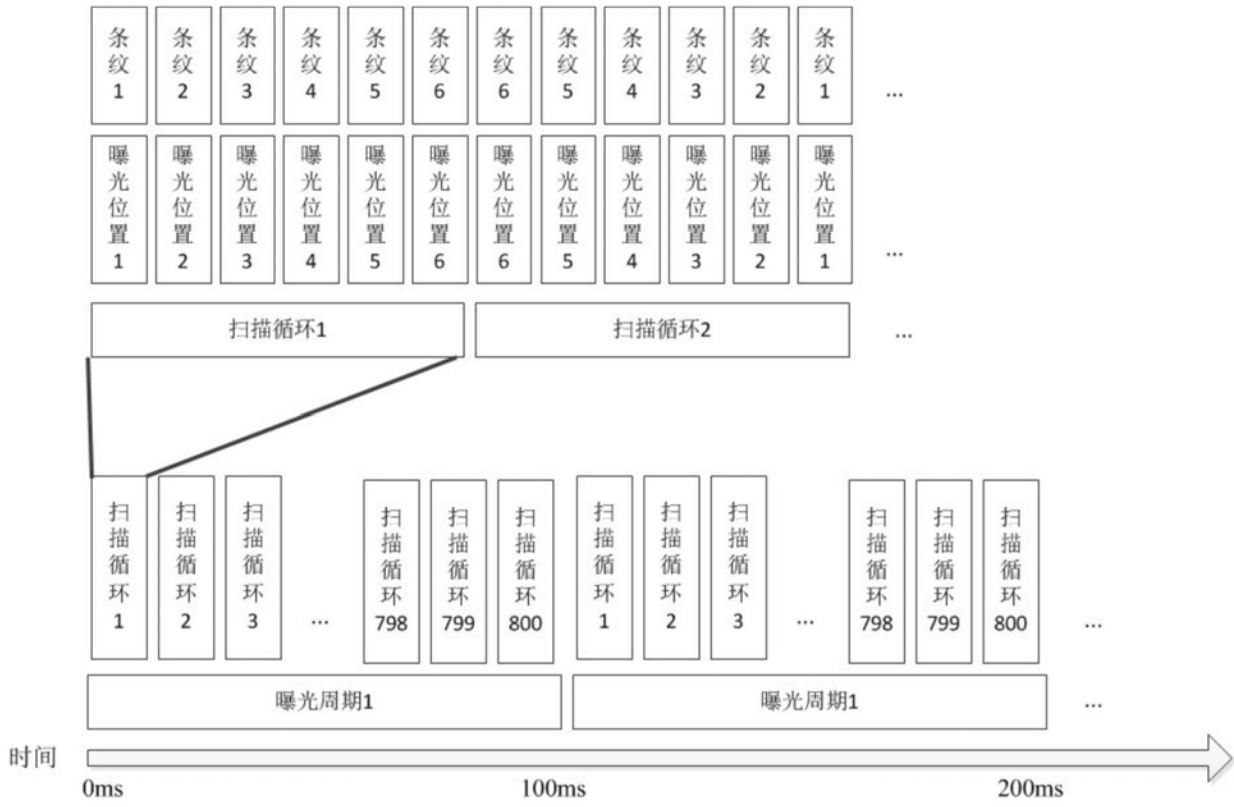 条纹1 条纹2 条纹3 条纹4 条纹5 条纹6 条纹6 条纹5 条纹4 条纹3 条纹2 条纹1 ...
曝光位置1 曝光位置2 曝光位置3 曝光位置4 曝光位置5 曝光位置6 曝光位置6 曝光位置5 曝光位置4 曝光位置3 曝光位置2 曝光位置1 ...
扫描循环1 扫描循环2 ...
扫描循环1 扫描循环2 扫描循环3 ... 扫描循环798 扫描循环799 扫描循环800 扫描循环1 扫描循环2 扫描循环3 ... 扫描循环798 扫描循环799 扫描循环800 ...
曝光周期1 曝光周期1 ...
时间
0ms 100ms 200ms